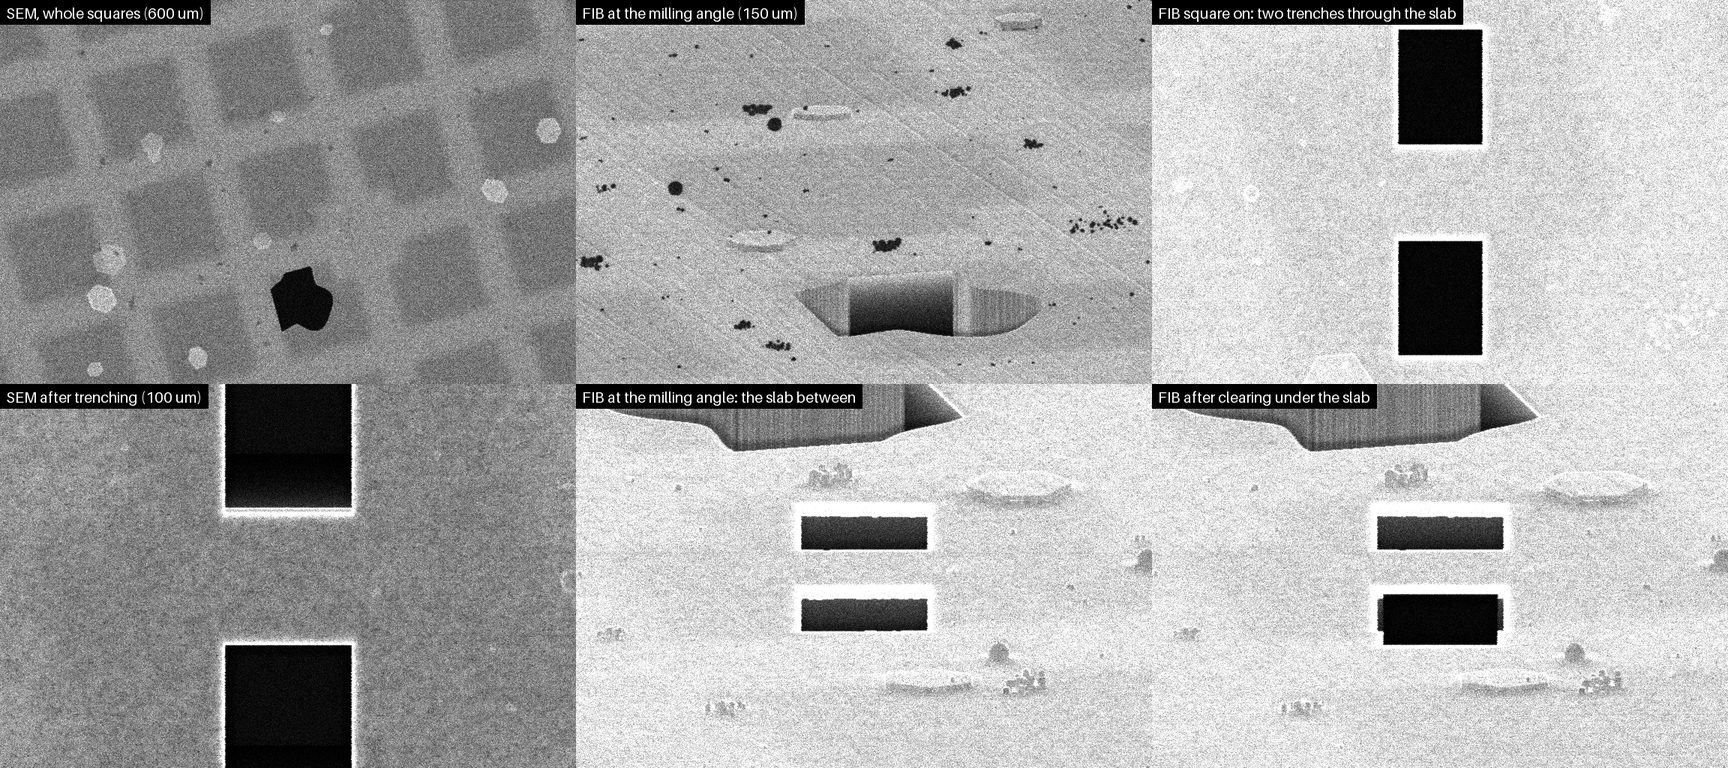 SEM, whole squares (600 um)
FIB at the milling angle (150 um)
FIB square on: two trenches through the slab
SEM after trenching (100 um)
FIB at the milling angle: the slab between
FIB after clearing under the slab